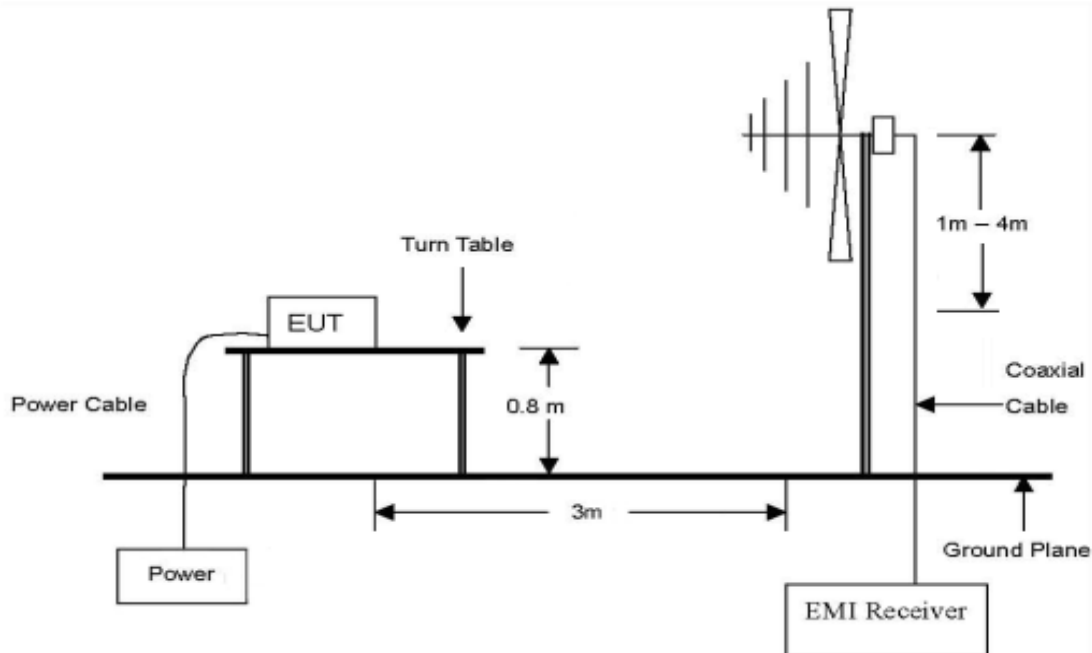 1m – 4m
Turn Table
EUT
Power Cable
0.8 m
Coaxial
Cable
3m
Ground Plane
Power
EMI Receiver